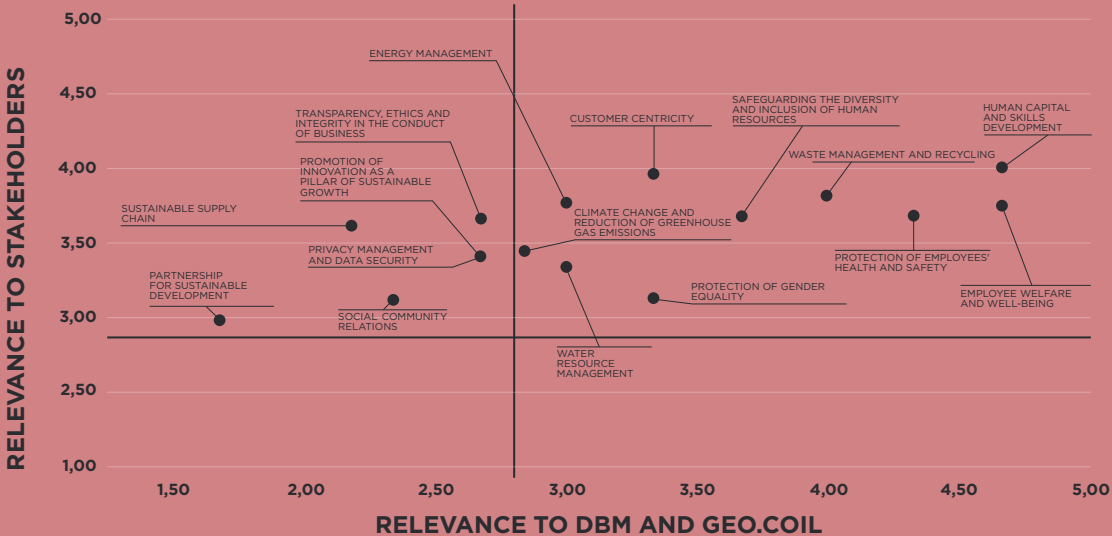 RELEVANCE TO STAKEHOLDERS
5,00
4,50
4,00
3,50
3,00
2,50
1,00
ENERGY MANAGEMENT
TRANSPARENCY, ETHICS AND
INTEGRITY IN THE CONDUCT
OF BUSINESS
PROMOTION OF
INNOVATION AS A
PILLAR OF SUSTAINABLE
GROWTH
SUSTAINABLE SUPPLY
CHAIN
PRIVACY MANAGEMENT
AND DATA SECURITY
PARTNERSHIP
FOR SUSTAINABLE
DEVELOPMENT
SOCIAL COMMUNITY
RELATIONS
CUSTOMER CENTRICITY
SAFEGUARDING THE DIVERSITY
AND INCLUSION OF HUMAN
RESOURCES
HUMAN CAPITAL
AND SKILLS
DEVELOPMENT
WASTE MANAGEMENT AND RECYCLING
CLIMATE CHANGE AND
REDUCTION OF GREENHOUSE
GAS EMISSIONS
PROTECTION OF EMPLOYEES'
HEALTH AND SAFETY
PROTECTION OF GENDER
EQUALITY
EMPLOYEE WELFARE
AND WELL-BEING
WATER
RESOURCE
MANAGEMENT
1,50
2,00
2,50
3,00
3,50
4,00
4,50
5,00
RELEVANCE TO DBM AND GEO.COIL